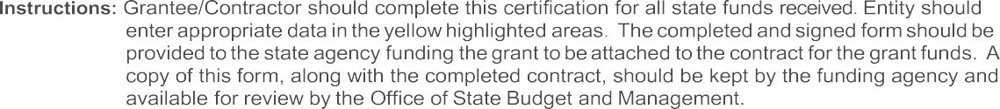 Instructions: Grantee/Contractor should complete this certification for all state funds received. Entity should
enter appropriate data in the yellow highlighted areas. The completed and signed form should be
provided to the state agency funding the grant to be attached to the contract for the grant funds. A
copy of this form, along with the completed contract, should be kept by the funding agency and
available for review by the Office of State Budget and Management.